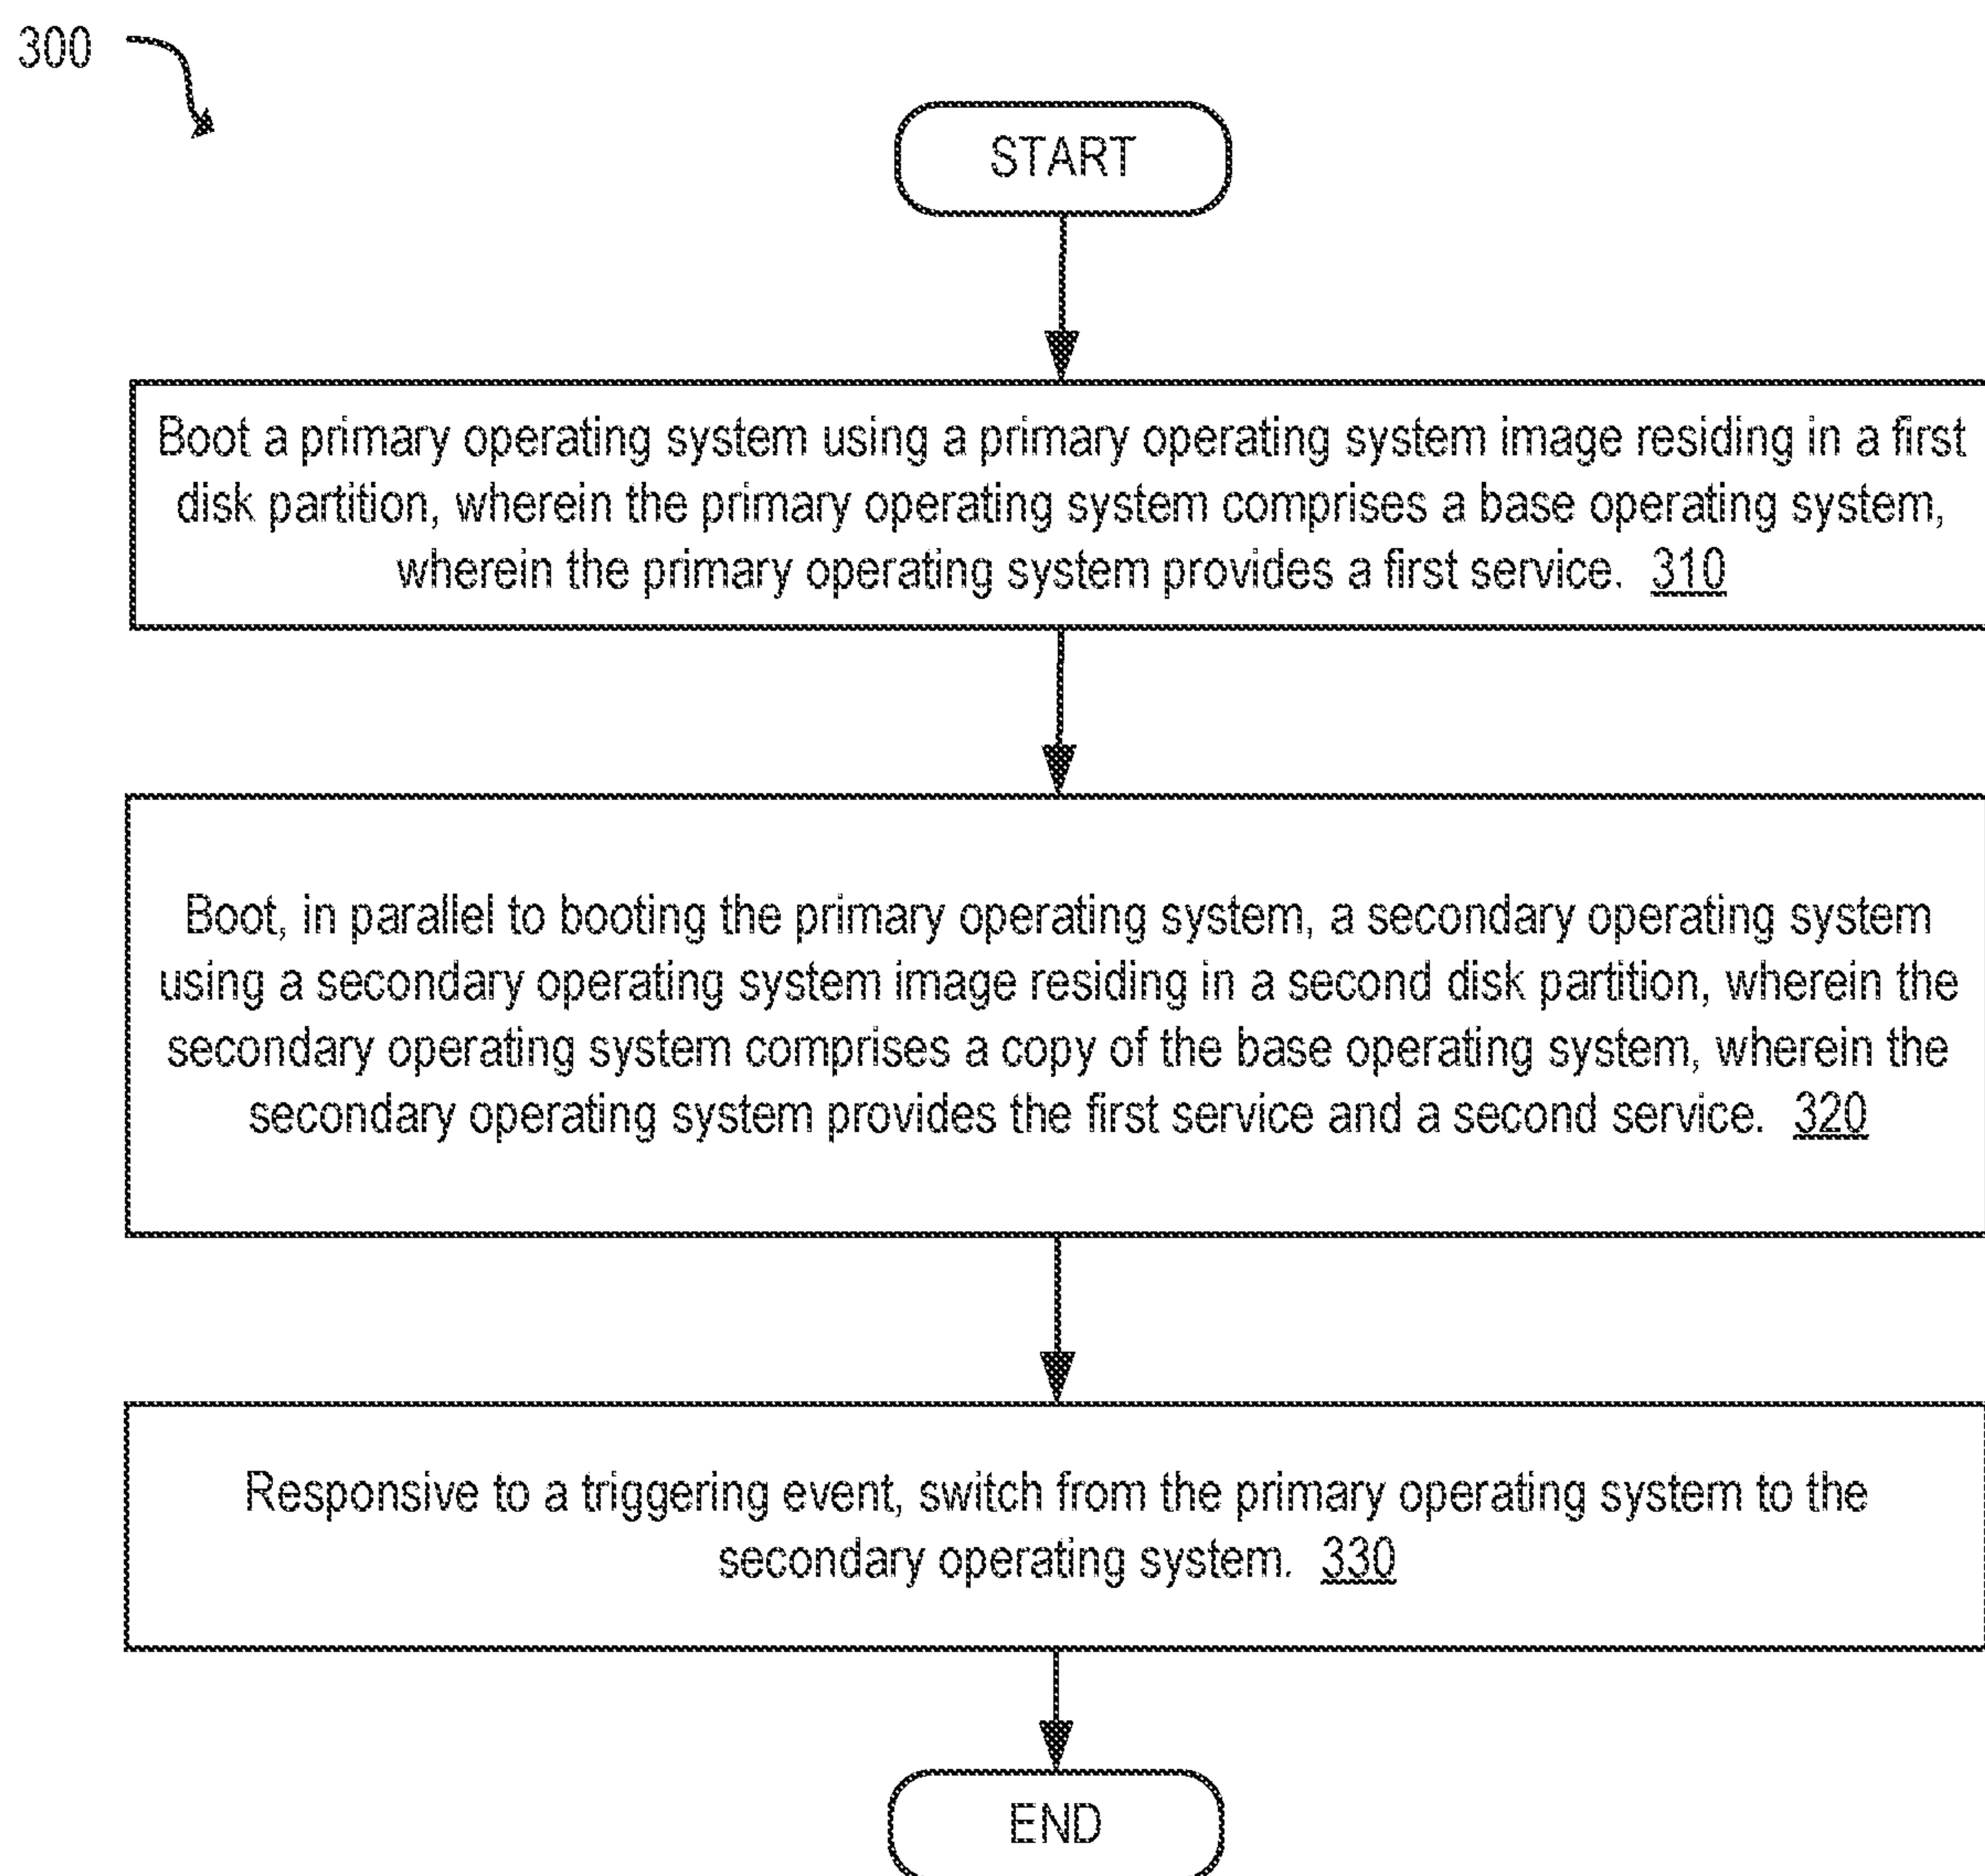 300
START
Boot a primary operating system using a primary operating system image residing in a first
disk partition, wherein the primary operating system comprises a base operating system,
wherein the primary operating system provides a first service. 310
Boot, in parallel to booting the primary operating system, a secondary operating system
using a secondary operating system image residing in a second disk partition, wherein the
secondary operating system comprises a copy of the base operating system, wherein the
secondary operating system provides the first service and a second service. 320
Responsive to a triggering event, switch from the primary operating system to the
secondary operating system. 330
END